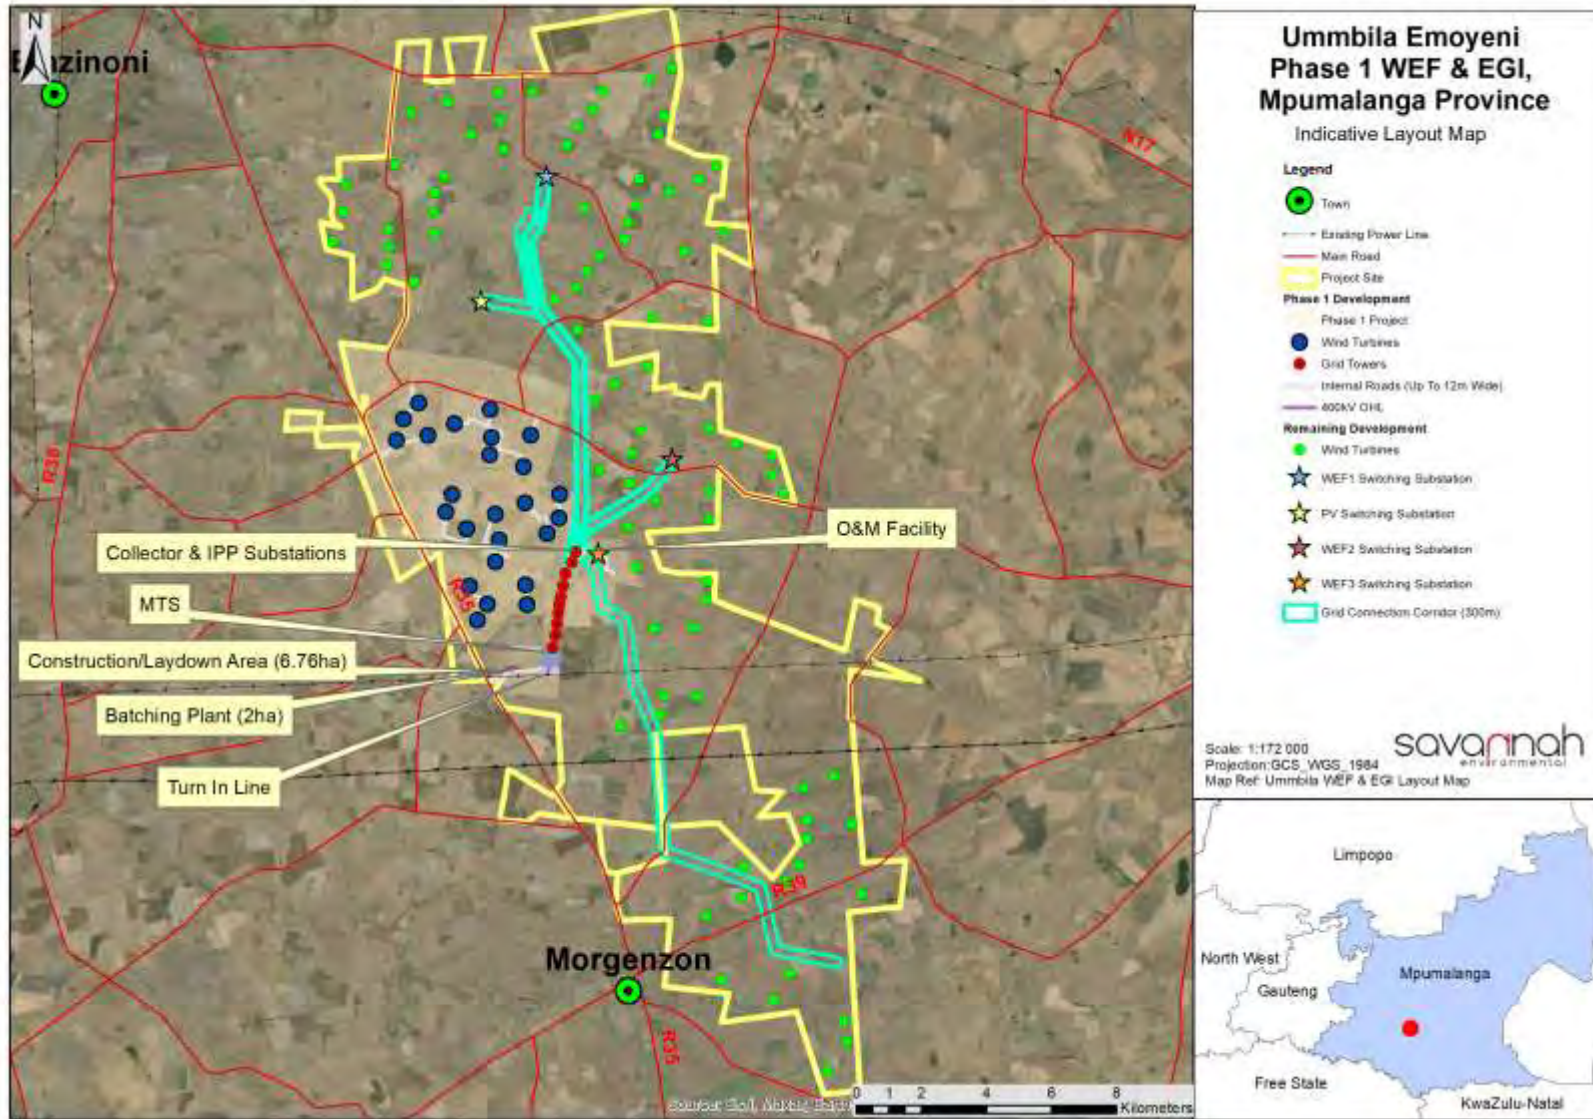 N
zinoni
N17
R38
R35
Collector & IPP Substations
O&M Facility
MTS
Construction/Laydown Area (6.76ha)
Batching Plant (2ha)
Turn In Line
R39
Morgenzon
R35
0 1 2 4 6 8
Kilometers
Ummbila Emoyeni
Phase 1 WEF & EGI,
Mpumalanga Province
Indicative Layout Map
Legend
Town
Existing Power Line
Main Road
Project Site
Phase 1 Development
Phase 1 Project
Wind Turbines
Grid Towers
Internal Roads (Up To 12m Wide)
400kV OHL
Remaining Development
Wind Turbines
WEF1 Switching Substation
PV Switching Substation
WEF2 Switching Substation
WEF3 Switching Substation
Grid Connection Corridor (300m)
Scale: 1:172 000
Projection:GCS_WGS_1984
Map Ref: Ummbila WEF & EGI Layout Map
savannah
environmental
Limpopo
North West
Gauteng
Mpumalanga
Free State
KwaZulu-Natal